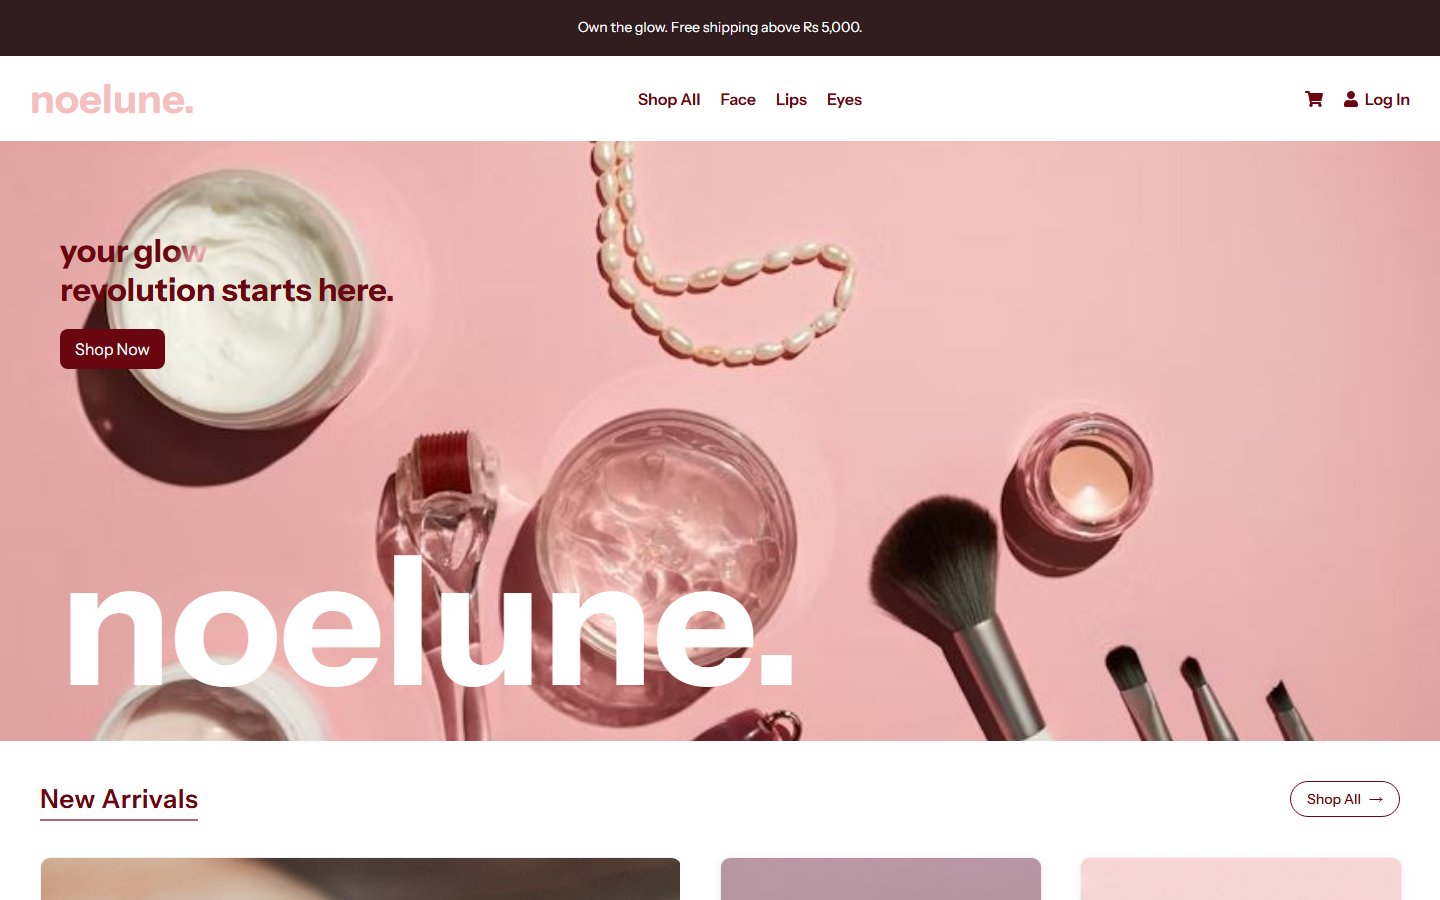 Own the glow. Free shipping above Rs 5,000.
noelune.
Shop All
Face
Lips
Eyes
Log In
your glow
revolution starts here.
Shop Now
noelune.
New Arrivals
Shop All →